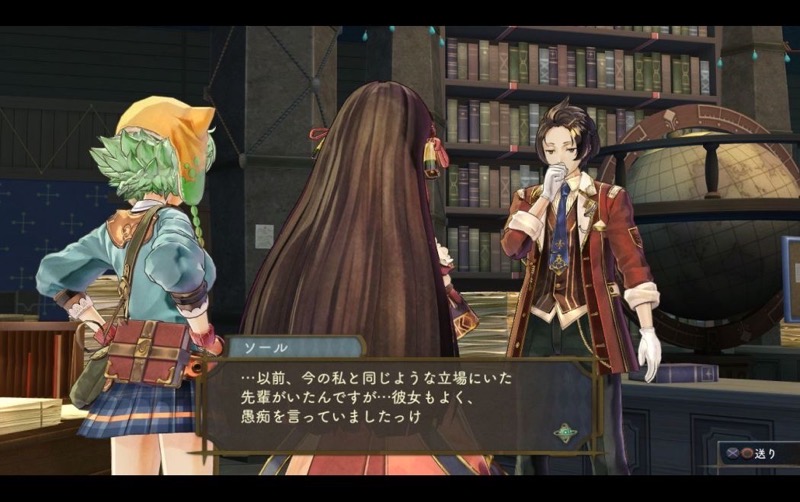 ソール
…以前、今の私と同じような立場にいた
先輩がいたんですが…彼女もよく、
愚痴を言っていましたっけ
送り